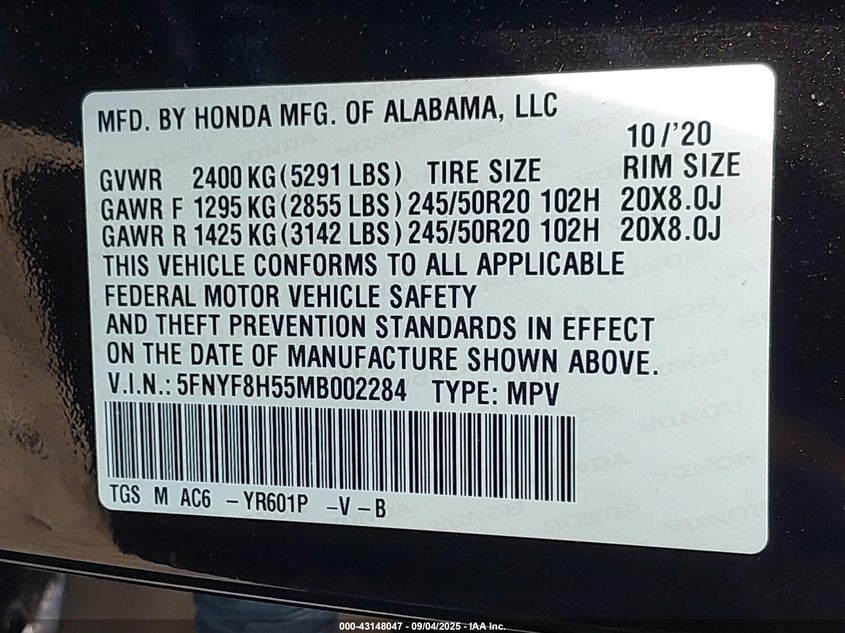 MFD. BY HONDA MFG. OF ALABAMA, LLC
10/'20
GVWR 2400 KG (5291 LBS) TIRE SIZE RIM SIZE
GAWR F 1295 KG (2855 LBS) 245/50R20 102H 20X8.0J
GAWR R 1425 KG (3142 LBS) 245/50R20 102H 20X8.0J
THIS VEHICLE CONFORMS TO ALL APPLICABLE
FEDERAL MOTOR VEHICLE SAFETY
AND THEFT PREVENTION STANDARDS IN EFFECT
ON THE DATE OF MANUFACTURE SHOWN ABOVE.
V.I.N.: 5FNYF8H55MB002284 TYPE: MPV
TGS M AC6 -YR601P -V-B
000-43148047 - 09/04/2025 - IAA Inc.